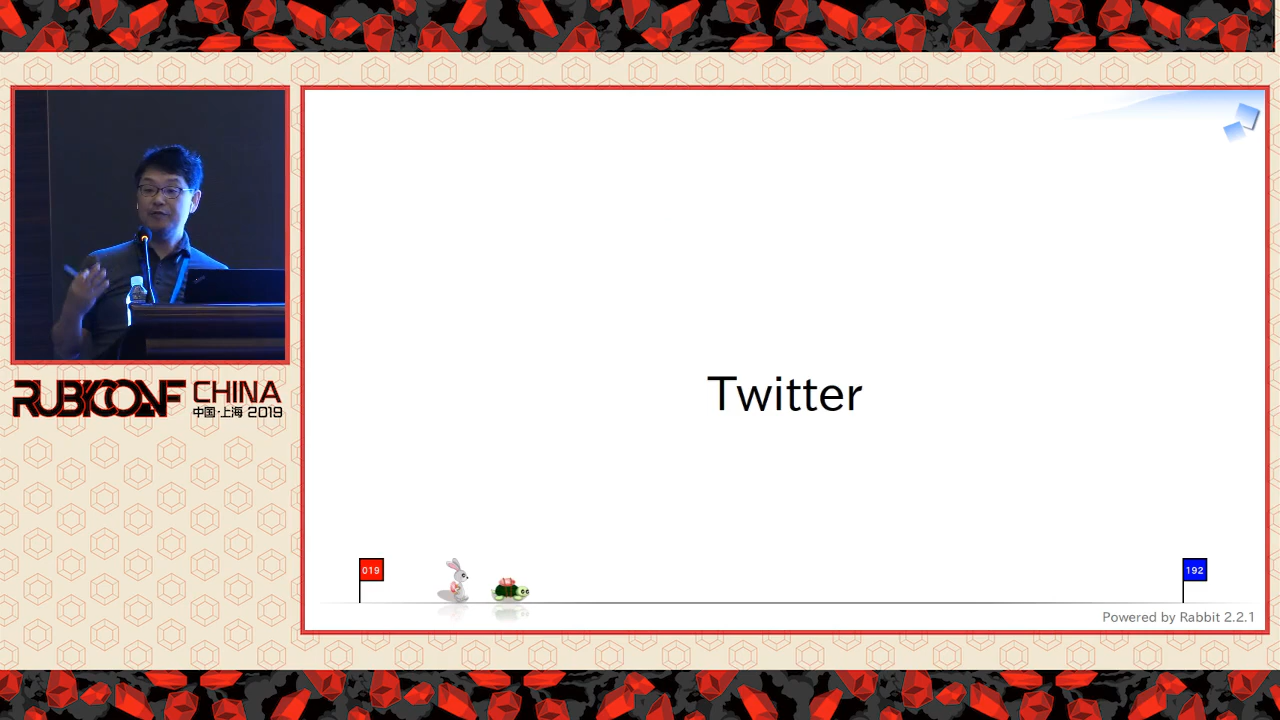 RUBYCONF CHINA
中国·上海 2019
Twitter
019
192
Powered by Rabbit 2.2.1